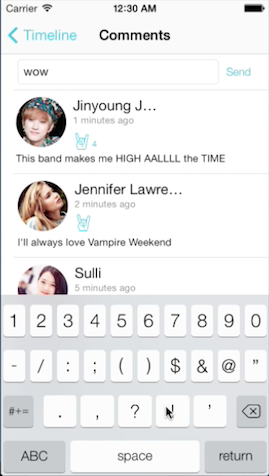 Carrier 12:30 AM
Timeline Comments
wow Send
Jinyoung J...
1 minutes ago
4
This band makes me HIGH AALLLL the TIME
Jennifer Lawre...
2 minutes ago
I'll always love Vampire Weekend
Sulli
5 minutes ago
1 2 3 4 5 6 7 8 9 0
- / : ; ( ) $ & @ "
#+= . , ? ! '
ABC space return